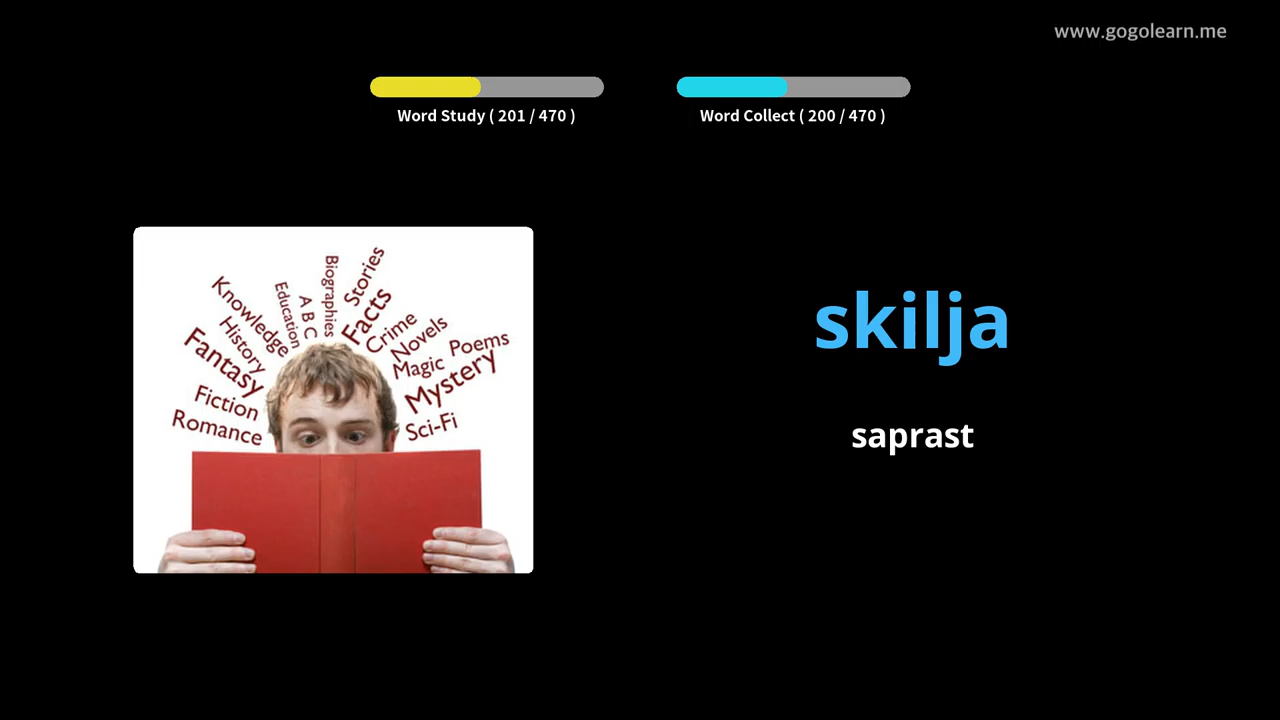 www.gogolearn.me
Word Study ( 201 / 470 )
Word Collect ( 200 / 470 )
Biographies
Stories
Education
A B C
Facts
Knowledge
Crime
History
Novels
Poems
Fantasy
Magic
Mystery
Fiction
Sci-Fi
Romance
skilja
saprast